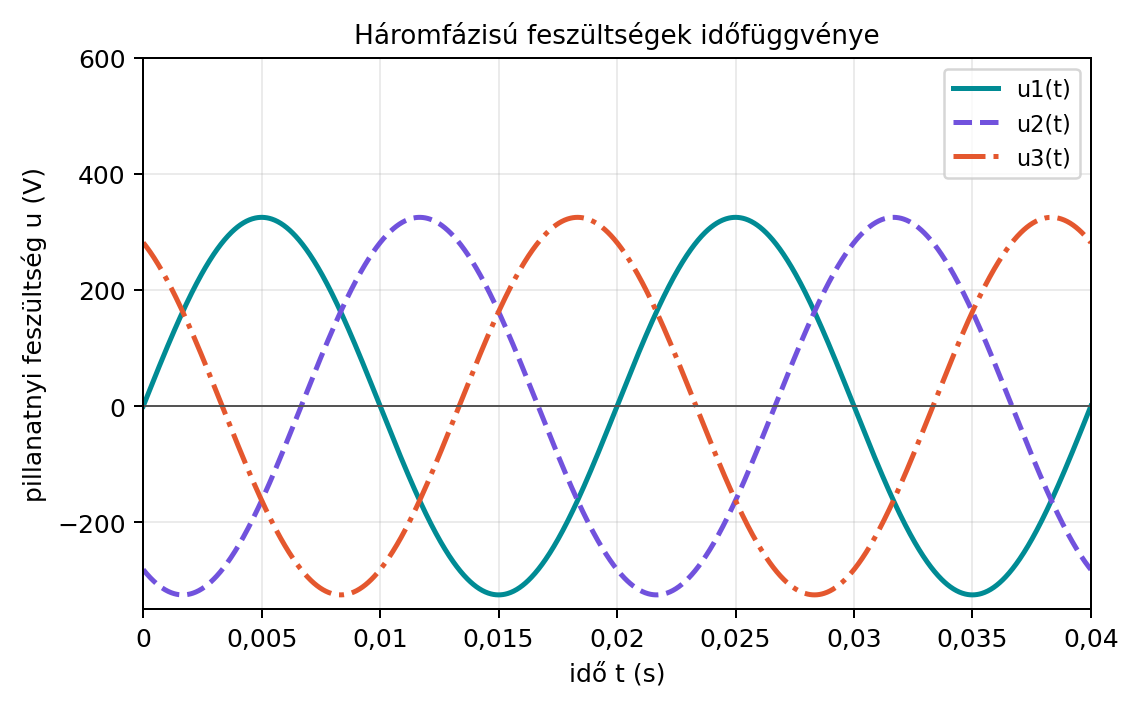 Háromfázisú feszültségek időfüggvénye
600
400
200
0
−200
pillanatnyi feszültség u (V)
u1(t)
u2(t)
u3(t)
0
0,005
0,01
0,015
0,02
0,025
0,03
0,035
0,04
idő t (s)